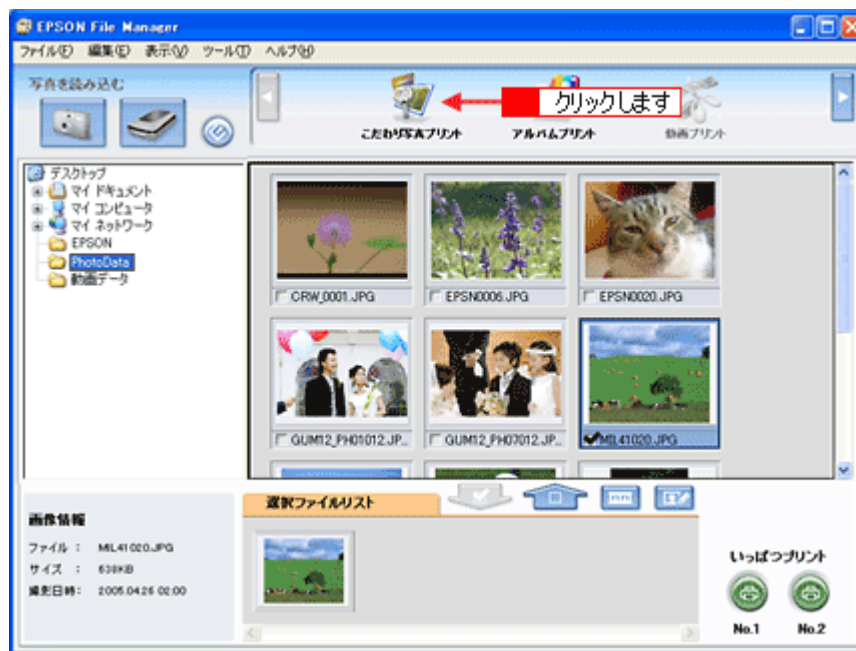 EPSON File Manager
ファイル(F) 編集(E) 表示(V) ツール(T) ヘルプ(H)
写真を読み込む
クリックします
こだわり写真プリント
アルバムプリント
動画プリント
デスクトップ
マイ ドキュメント
マイ コンピュータ
マイ ネットワーク
EPSON
PhotoData
動画データ
CRW_0001.JPG
EPSN0006.JPG
EPSN0020.JPG
GUM12_PH01012.JP...
GUM12_PH07012.JP...
MIL41020.JPG
選択ファイルリスト
画像情報
ファイル : MIL41020.JPG
サイズ : 638KB
撮影日時: 2005.04.26 02:00
いっぱつプリント
No.1
No.2